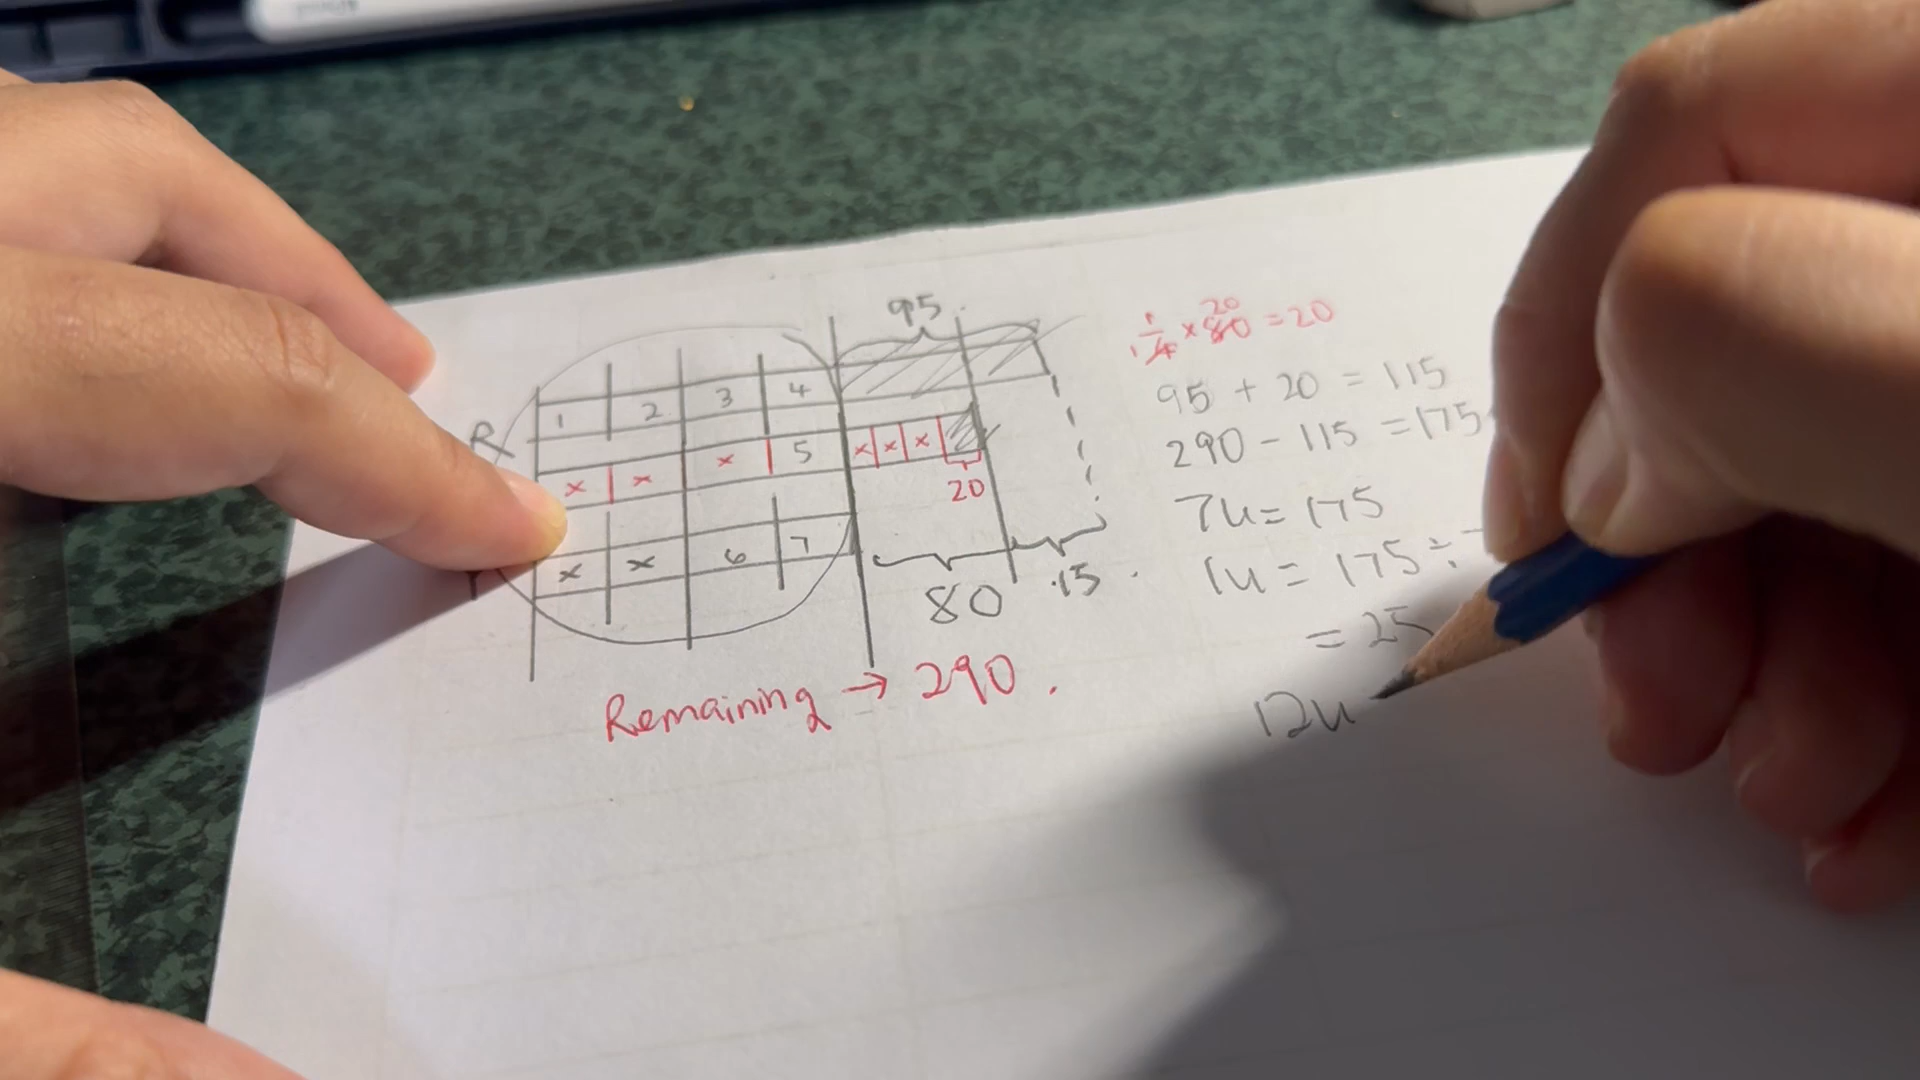 95
R
1 2 3 4
x x x 5 x x x
20
x x 6 7
80 15
Remaining → 290.
1/4 x 80 = 20
20
95 + 20 = 115
290 - 115 = 175
7u = 175
1u = 175 ÷
= 25
12u